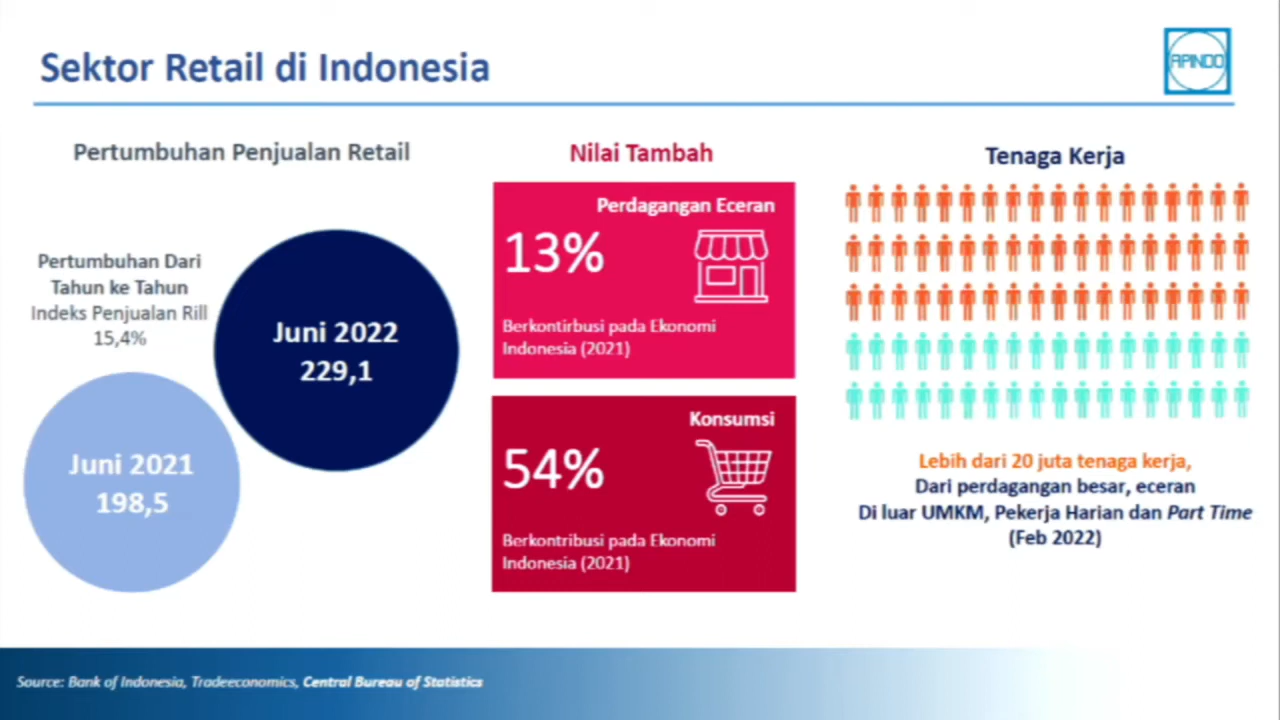 Sektor Retail di Indonesia
APINDO
Pertumbuhan Penjualan Retail
Pertumbuhan Dari
Tahun ke Tahun
Indeks Penjualan Rill
15,4%
Juni 2022
229,1
Juni 2021
198,5
Nilai Tambah
Perdagangan Eceran
13%
Berkontirbusi pada Ekonomi
Indonesia (2021)
Konsumsi
54%
Berkontribusi pada Ekonomi
Indonesia (2021)
Tenaga Kerja
Lebih dari 20 juta tenaga kerja,
Dari perdagangan besar, eceran
Di luar UMKM, Pekerja Harian dan Part Time
(Feb 2022)
Source: Bank of Indonesia, Tradeeconomics, Central Bureau of Statistics